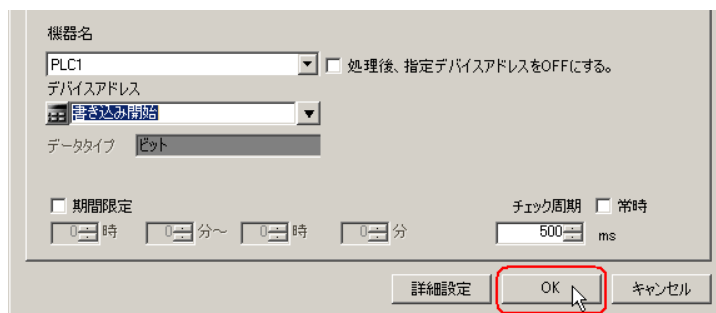 機器名
PLC1 処理後、指定デバイスアドレスをOFFにする。
デバイスアドレス
書き込み開始
データタイプ ビット
期間限定 チェック周期 常時
0 時 0 分～ 0 時 0 分 500 ms
詳細設定 OK キャンセル